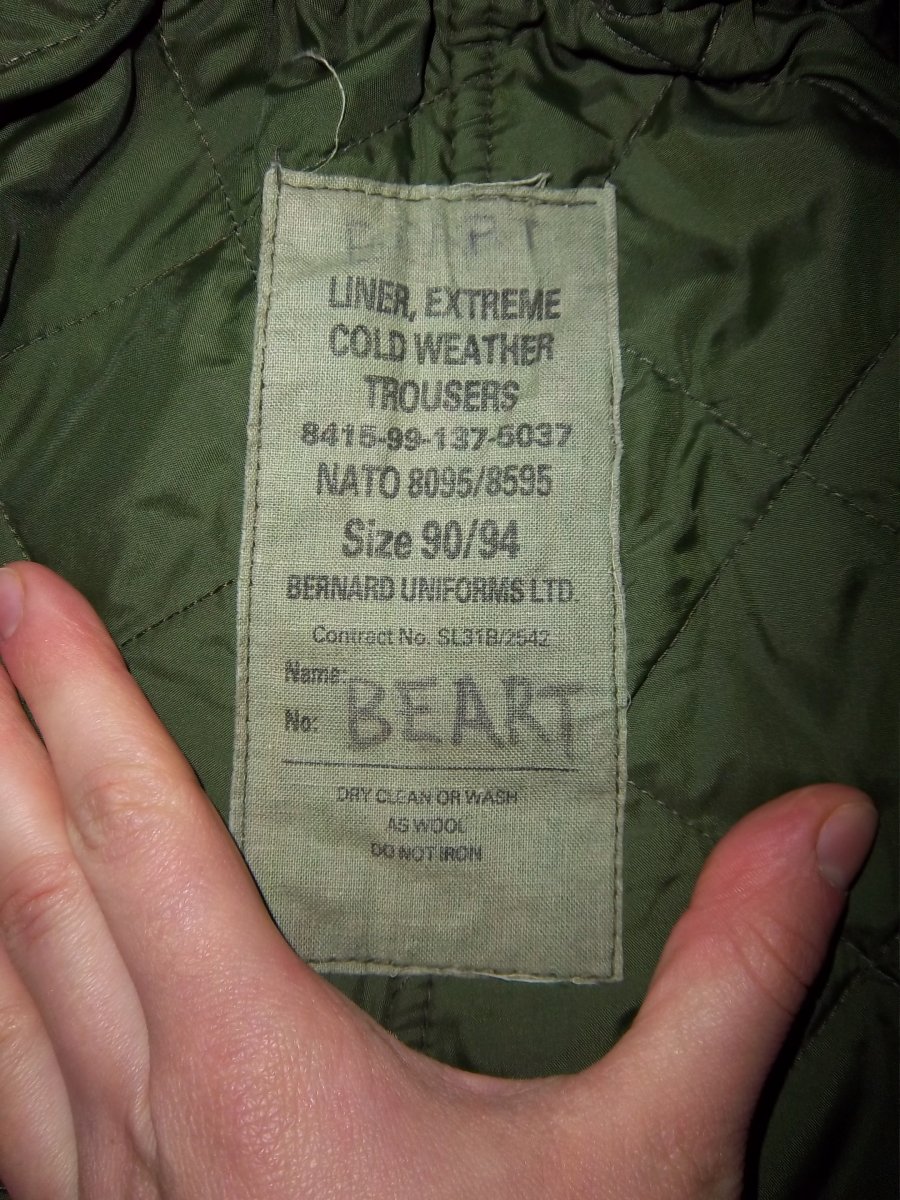 BEART
LINER, EXTREME
COLD WEATHER
TROUSERS
8415-99-137-5037
NATO 8095/8595
Size 90/94
BERNARD UNIFORMS LTD.
Contract No. SL31B/2542
Name:
No: BEART
DRY CLEAN OR WASH
AS WOOL
DO NOT IRON